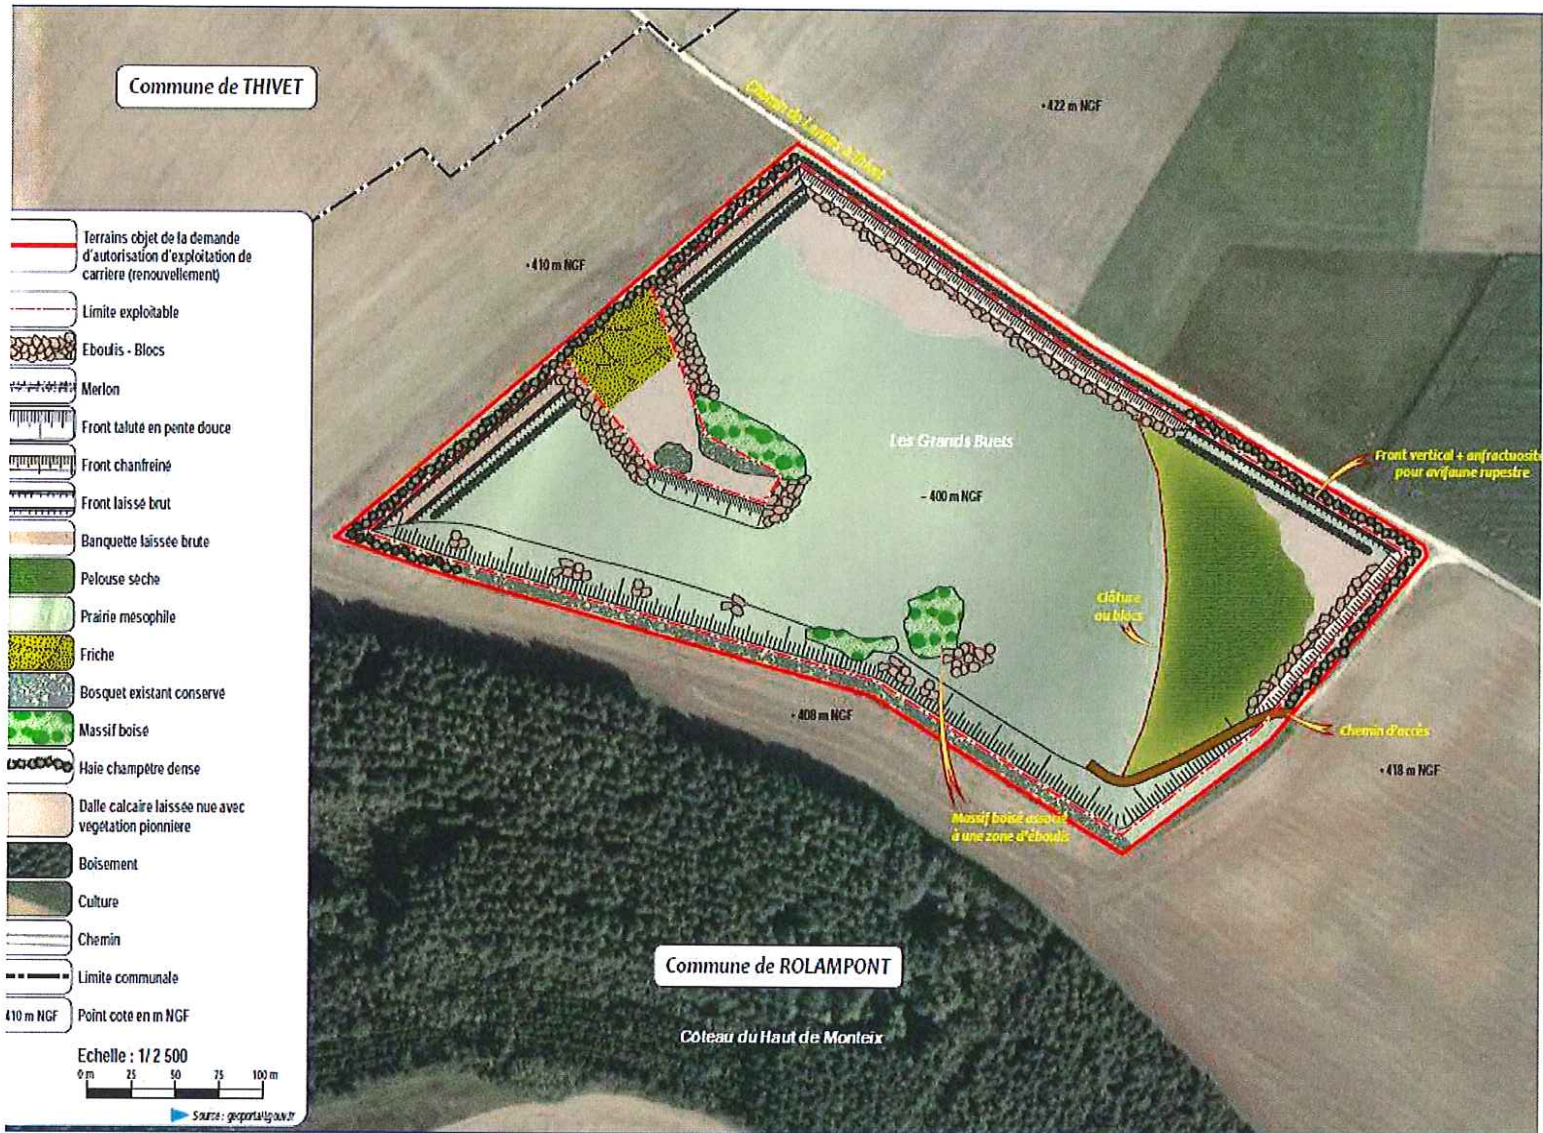 Commune de THIVET
• 422 m NGF
• 410 m NGF
Terrains objet de la demande
d'autorisation d'exploitation de
carriere (renouvellement)
Limite exploitable
Eboulis - Blocs
Merlon
Front taluté en pente douce
Front chanfreiné
Front laissé brut
Banquette laissée brute
Pelouse sèche
Prairie mésophile
Friche
Bosquet existant conservé
Massif boisé
Haie champêtre dense
Dalle calcaire laissée nue avec
végétation pionniere
Boisement
Culture
Chemin
Limite communale
410 m NGF
Point coté en m NGF
Echelle : 1/ 2 500
0 m 25 50 75 100 m
Source : geoportail.gouv.fr
Chemin de
Les Grands Buets
~ 400 m NGF
Front vertical + anfractuosité
pour avifaune rupestre
Clôture
ou blocs
• 408 m NGF
Chemin d'accès
• 418 m NGF
Massif boisé associé
à une zone d'éboulis
Commune de ROLAMPONT
Côteau du Haut de Monteix